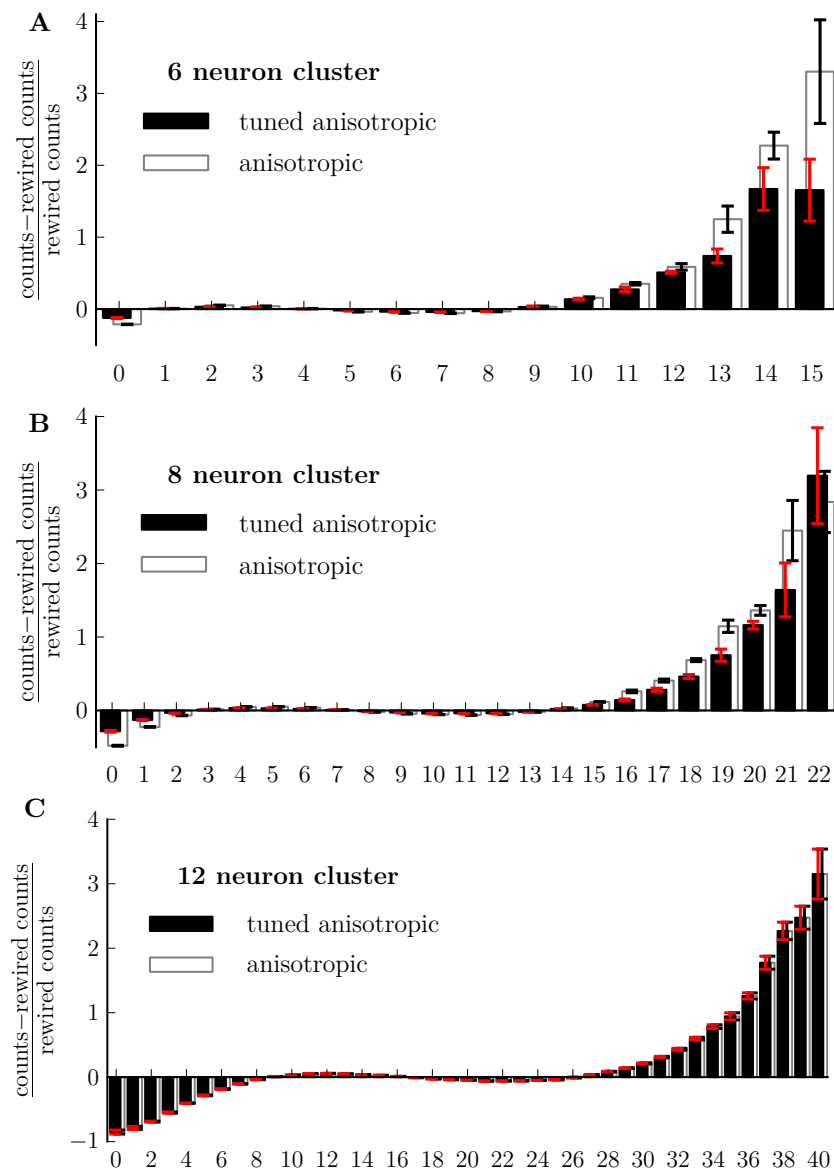 A
6 neuron cluster
tuned anisotropic
anisotropic
counts−rewired counts
rewired counts
4
3
2
1
0
0 1 2 3 4 5 6 7 8 9 10 11 12 13 14 15
B
8 neuron cluster
tuned anisotropic
anisotropic
counts−rewired counts
rewired counts
4
3
2
1
0
0 1 2 3 4 5 6 7 8 9 10 11 12 13 14 15 16 17 18 19 20 21 22
C
12 neuron cluster
tuned anisotropic
anisotropic
counts−rewired counts
rewired counts
4
3
2
1
0
−1
0 2 4 6 8 10 12 14 16 18 20 22 24 26 28 30 32 34 36 38 40